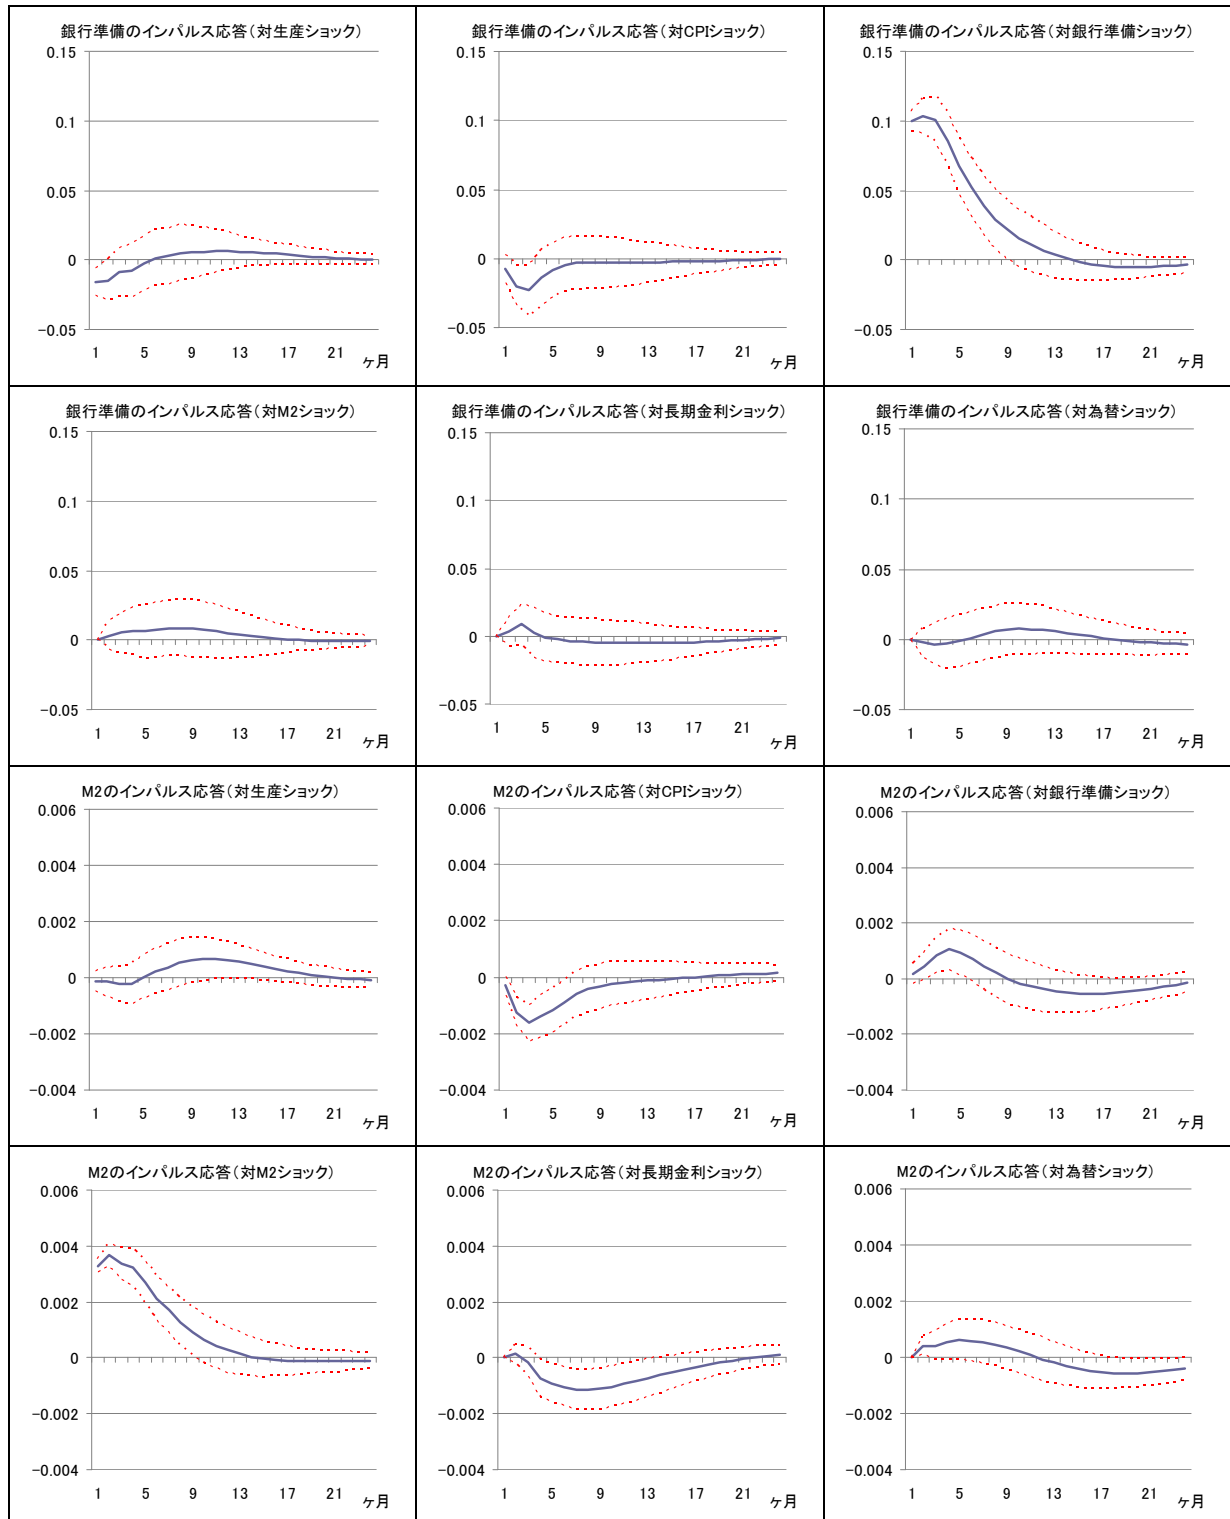 銀行準備のインパルス応答(対生産ショック)
0.15
0.1
0.05
0
-0.05
1 5 9 13 17 21
ヶ月
銀行準備のインパルス応答(対CPIショック)
0.15
0.1
0.05
0
-0.05
1 5 9 13 17 21
ヶ月
銀行準備のインパルス応答(対銀行準備ショック)
0.15
0.1
0.05
0
-0.05
1 5 9 13 17 21
ヶ月
銀行準備のインパルス応答(対M2ショック)
0.15
0.1
0.05
0
-0.05
1 5 9 13 17 21
ヶ月
銀行準備のインパルス応答(対長期金利ショック)
0.15
0.1
0.05
0
-0.05
1 5 9 13 17 21
ヶ月
銀行準備のインパルス応答(対為替ショック)
0.15
0.1
0.05
0
-0.05
1 5 9 13 17 21
ヶ月
M2のインパルス応答(対生産ショック)
0.006
0.004
0.002
0
-0.002
-0.004
1 5 9 13 17 21
ヶ月
M2のインパルス応答(対CPIショック)
0.006
0.004
0.002
0
-0.002
-0.004
1 5 9 13 17 21
ヶ月
M2のインパルス応答(対銀行準備ショック)
0.006
0.004
0.002
0
-0.002
-0.004
1 5 9 13 17 21
ヶ月
M2のインパルス応答(対M2ショック)
0.006
0.004
0.002
0
-0.002
-0.004
1 5 9 13 17 21
ヶ月
M2のインパルス応答(対長期金利ショック)
0.006
0.004
0.002
0
-0.002
-0.004
1 5 9 13 17 21
ヶ月
M2のインパルス応答(対為替ショック)
0.006
0.004
0.002
0
-0.002
-0.004
1 5 9 13 17 21
ヶ月